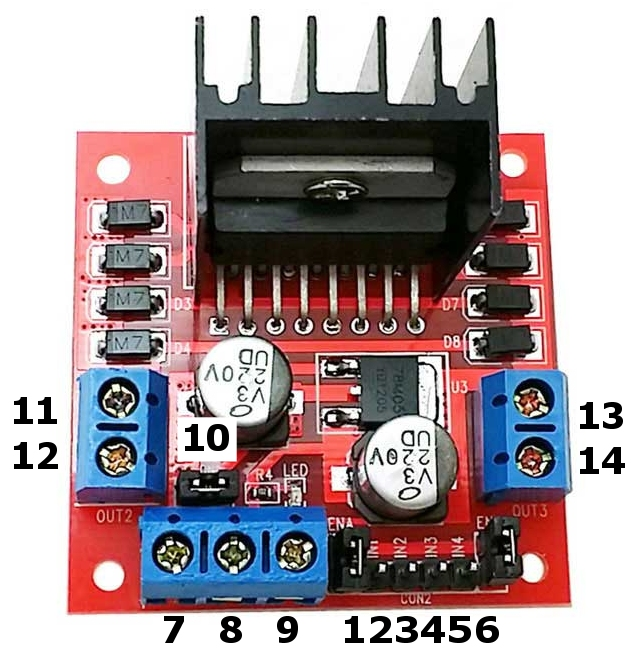 M7
M7
M7
D3
D7
M7
D4
D8
UD
220V
V3
78M05
U3
11
12
10
13
14
UD
220V
V3
R4
LED
OUT2
OUT3
ENA
IN2
IN3
IN4
CON2
7 8 9 123456